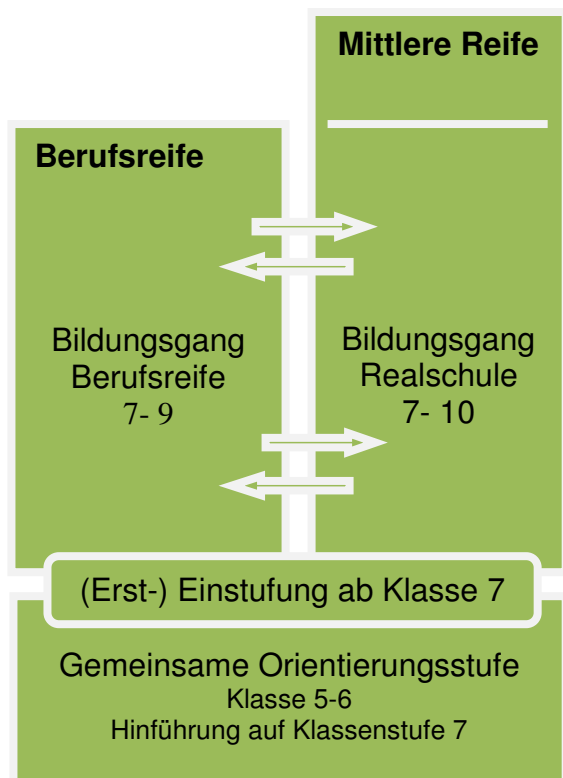 Mittlere Reife
Berufsreife
Bildungsgang
Berufsreife
7- 9
Bildungsgang
Realschule
7- 10
(Erst-) Einstufung ab Klasse 7
Gemeinsame Orientierungsstufe
Klasse 5-6
Hinführung auf Klassenstufe 7